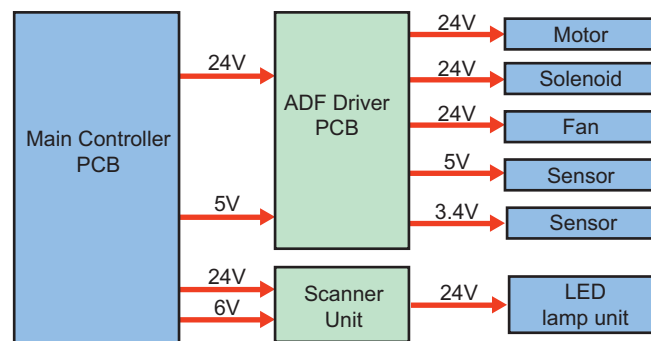 24V
Motor
24V
24V
Solenoid
ADF Driver
PCB
24V
Fan
Main Controller
PCB
5V
Sensor
5V
3.4V
Sensor
24V
6V
Scanner
Unit
24V
LED
lamp unit